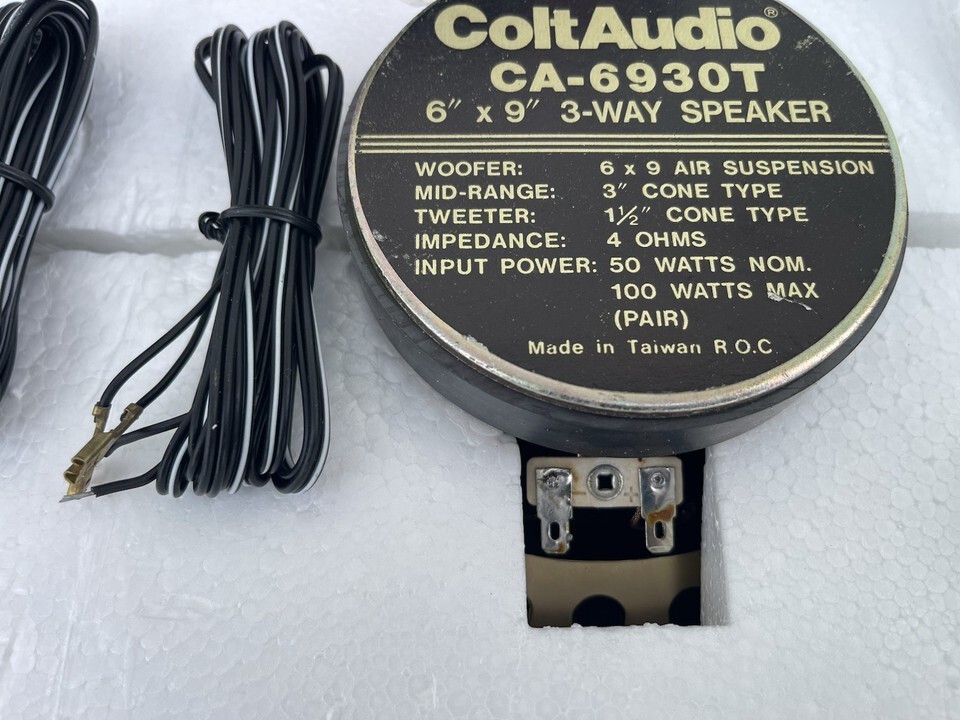 ColtAudio®
CA-6930T
6" x 9" 3-WAY SPEAKER
WOOFER: 6 x 9 AIR SUSPENSION
MID-RANGE: 3" CONE TYPE
TWEETER: 1½" CONE TYPE
IMPEDANCE: 4 OHMS
INPUT POWER: 50 WATTS NOM.
100 WATTS MAX
(PAIR)
Made in Taiwan R.O.C
− +